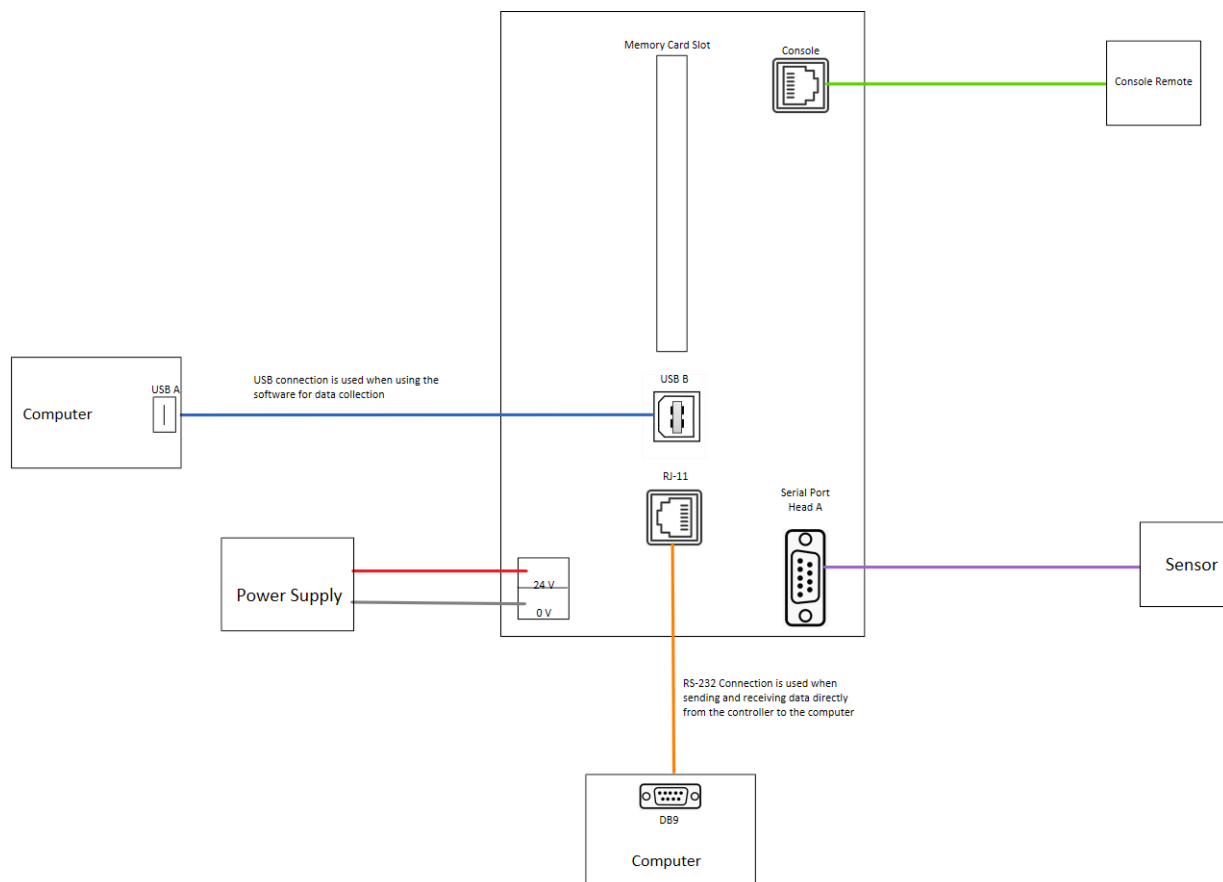 Memory Card Slot
Console
Console Remote
USB A
Computer
USB connection is used when using the
software for data collection
USB B
RJ-11
Serial Port
Head A
Power Supply
24 V
0 V
Sensor
RS-232 Connection is used when
sending and receiving data directly
from the controller to the computer
DB9
Computer